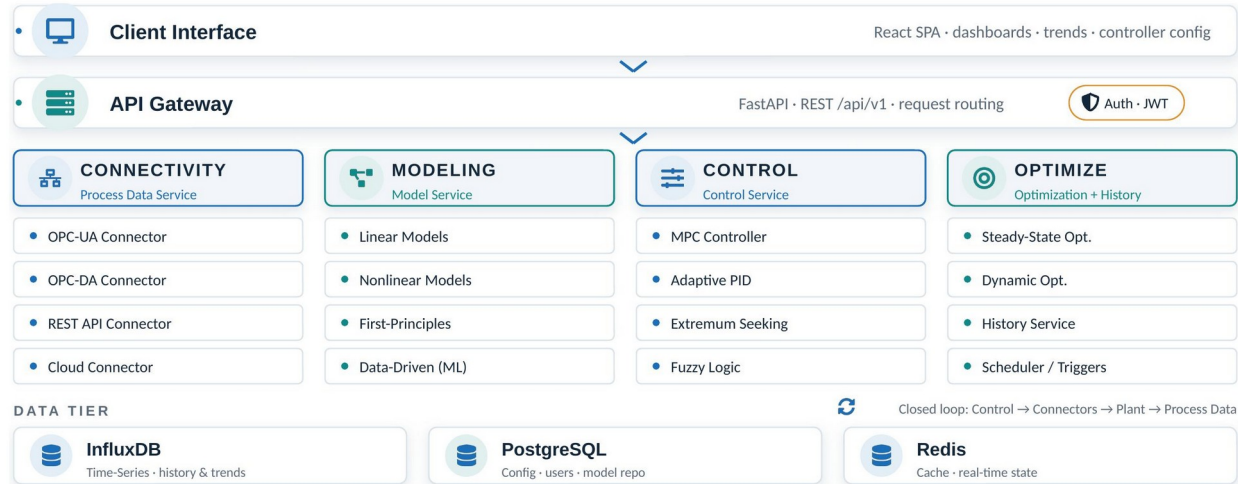 Client Interface
React SPA · dashboards · trends · controller config
API Gateway
FastAPI · REST /api/v1 · request routing
Auth · JWT
CONNECTIVITY
Process Data Service
OPC-UA Connector
OPC-DA Connector
REST API Connector
Cloud Connector
MODELING
Model Service
Linear Models
Nonlinear Models
First-Principles
Data-Driven (ML)
CONTROL
Control Service
MPC Controller
Adaptive PID
Extremum Seeking
Fuzzy Logic
OPTIMIZE
Optimization + History
Steady-State Opt.
Dynamic Opt.
History Service
Scheduler / Triggers
DATA TIER
Closed loop: Control → Connectors → Plant → Process Data
InfluxDB
Time-Series · history & trends
PostgreSQL
Config · users · model repo
Redis
Cache · real-time state